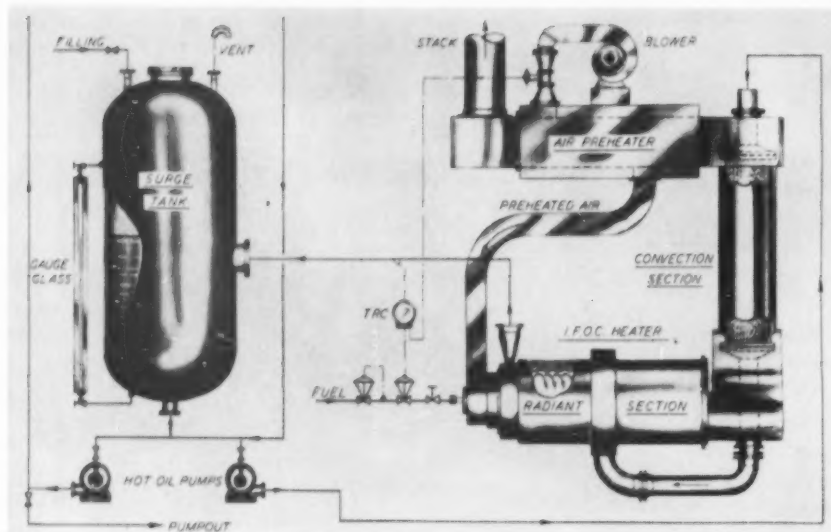 FILLING
VENT
STACK
BLOWER
AIR PREHEATER
SURGE
TANK
PREHEATED AIR
GAUGE
GLASS
CONVECTION
SECTION
TRC
I.F.O.C. HEATER
FUEL
RADIANT
SECTION
HOT OIL PUMPS
PUMPOUT